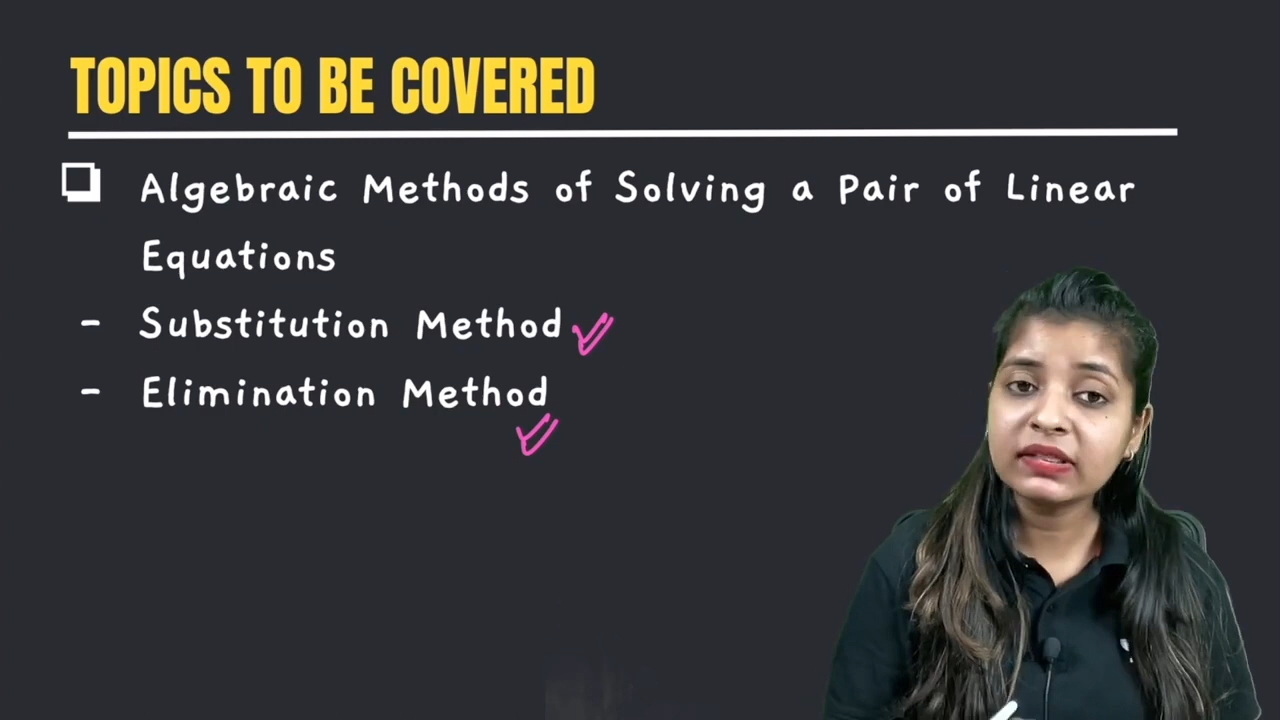 TOPICS TO BE COVERED
Algebraic Methods of Solving a Pair of Linear
Equations
- Substitution Method
- Elimination Method